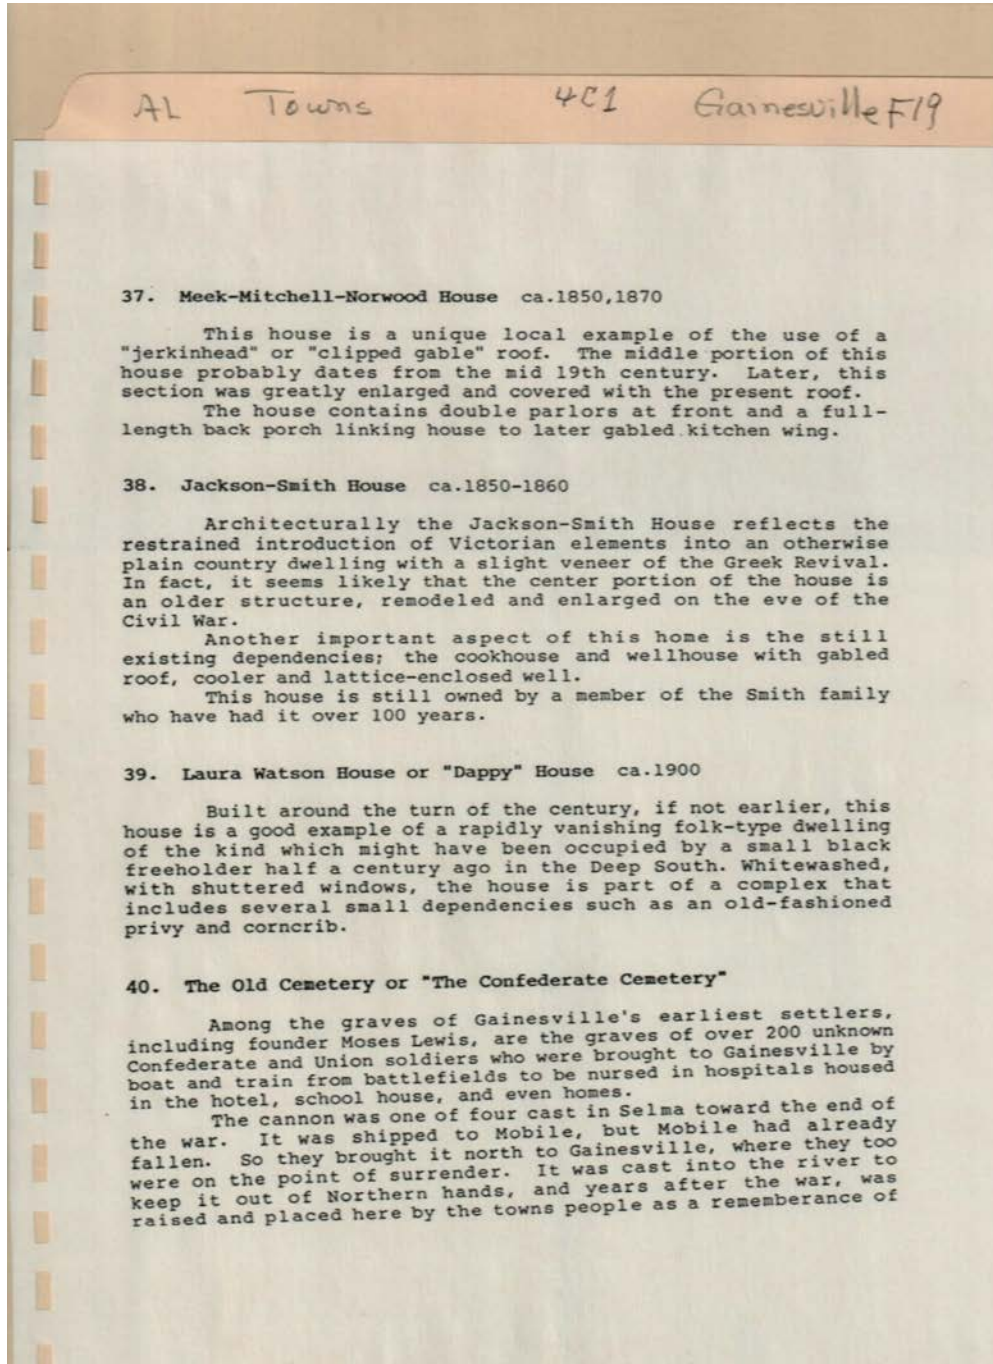 AL Towns 4C1 Gainesville F19
37. Meek-Mitchell-Norwood House ca.1850,1870
This house is a unique local example of the use of a
"jerkinhead" or "clipped gable" roof. The middle portion of this
house probably dates from the mid 19th century. Later, this
section was greatly enlarged and covered with the present roof.
The house contains double parlors at front and a full-
length back porch linking house to later gabled kitchen wing.
38. Jackson-Smith House ca.1850-1860
Architecturally the Jackson-Smith House reflects the
restrained introduction of Victorian elements into an otherwise
plain country dwelling with a slight veneer of the Greek Revival.
In fact, it seems likely that the center portion of the house is
an older structure, remodeled and enlarged on the eve of the
Civil War.
Another important aspect of this home is the still
existing dependencies; the cookhouse and wellhouse with gabled
roof, cooler and lattice-enclosed well.
This house is still owned by a member of the Smith family
who have had it over 100 years.
39. Laura Watson House or "Dappy" House ca.1900
Built around the turn of the century, if not earlier, this
house is a good example of a rapidly vanishing folk-type dwelling
of the kind which might have been occupied by a small black
freeholder half a century ago in the Deep South. Whitewashed,
with shuttered windows, the house is part of a complex that
includes several small dependencies such as an old-fashioned
privy and corncrib.
40. The Old Cemetery or "The Confederate Cemetery"
Among the graves of Gainesville's earliest settlers,
including founder Moses Lewis, are the graves of over 200 unknown
Confederate and Union soldiers who were brought to Gainesville by
boat and train from battlefields to be nursed in hospitals housed
in the hotel, school house, and even homes.
The cannon was one of four cast in Selma toward the end of
the war. It was shipped to Mobile, but Mobile had already
fallen. So they brought it north to Gainesville, where they too
were on the point of surrender. It was cast into the river to
keep it out of Northern hands, and years after the war, was
raised and placed here by the towns people as a rememberance of